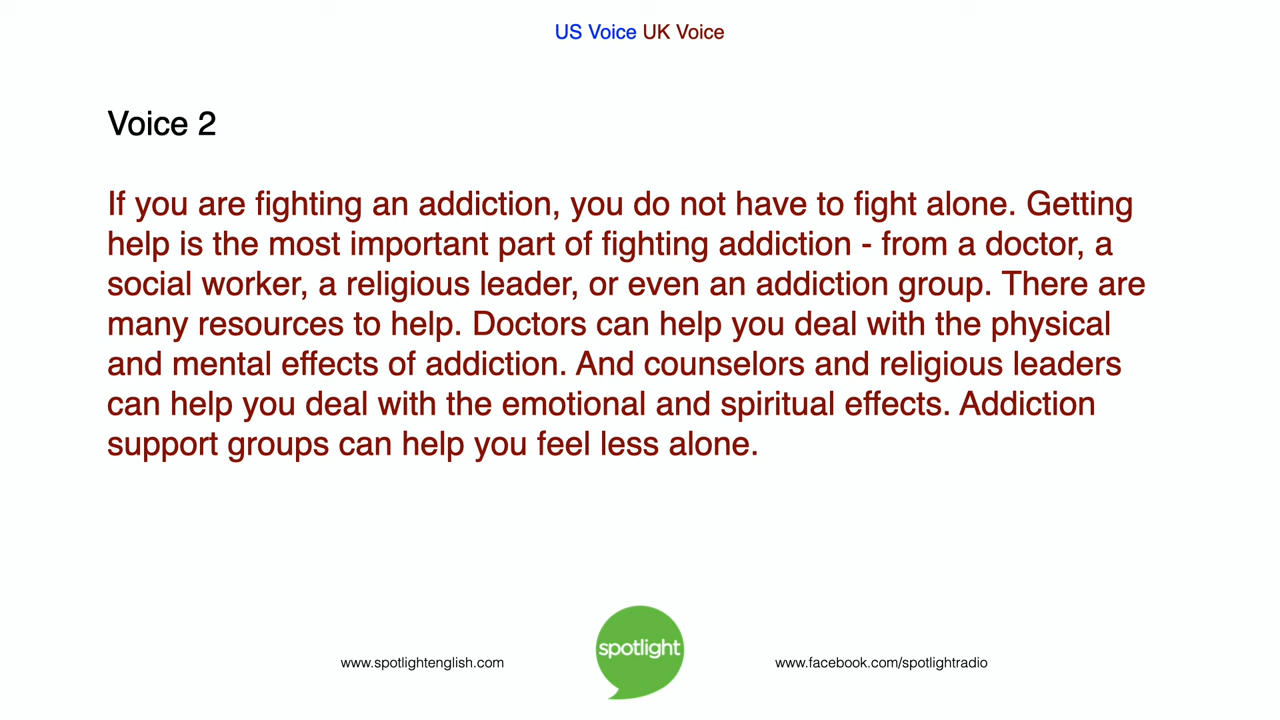 US Voice UK Voice
Voice 2
If you are fighting an addiction, you do not have to fight alone. Getting
help is the most important part of fighting addiction - from a doctor, a
social worker, a religious leader, or even an addiction group. There are
many resources to help. Doctors can help you deal with the physical
and mental effects of addiction. And counselors and religious leaders
can help you deal with the emotional and spiritual effects. Addiction
support groups can help you feel less alone.
spotlight
www.spotlightenglish.com
www.facebook.com/spotlightradio